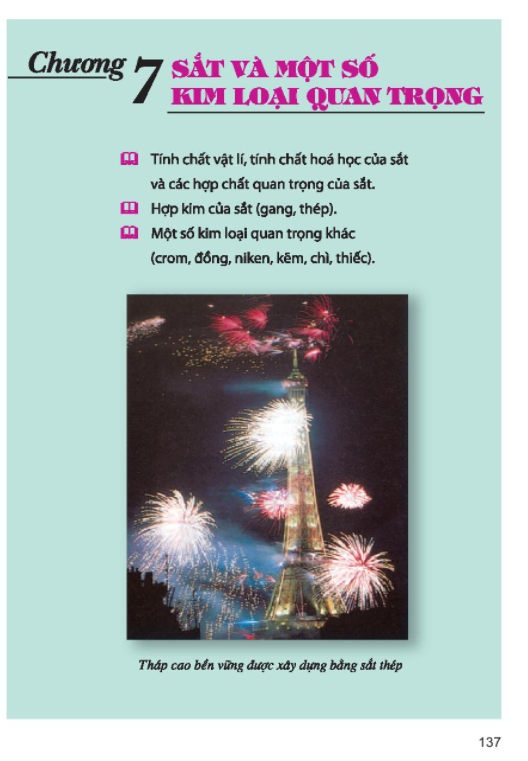 Chương 7 SẮT VÀ MỘT SỐ
KIM LOẠI QUAN TRỌNG
Tính chất vật lí, tính chất hoá học của sắt
và các hợp chất quan trọng của sắt.
Hợp kim của sắt (gang, thép).
Một số kim loại quan trọng khác
(crom, đồng, niken, kẽm, chì, thiếc).
Tháp cao bền vững được xây dựng bằng sắt thép
137